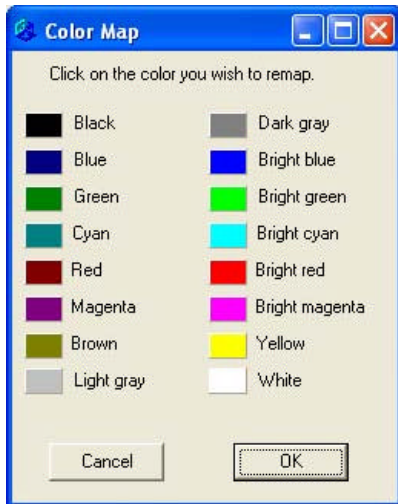 Color Map
Click on the color you wish to remap.
Black Dark gray
Blue Bright blue
Green Bright green
Cyan Bright cyan
Red Bright red
Magenta Bright magenta
Brown Yellow
Light gray White
Cancel OK